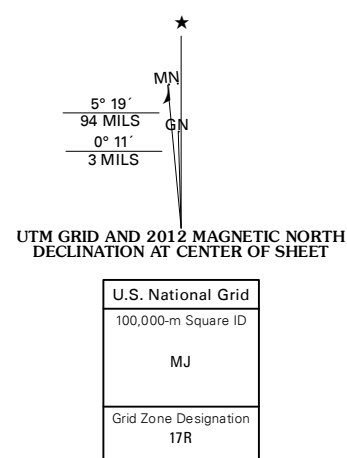 ★
MN
5° 19´
94 MILS
GN
0° 11´
3 MILS
UTM GRID AND 2012 MAGNETIC NORTH
DECLINATION AT CENTER OF SHEET
U.S. National Grid
100,000-m Square ID
MJ
Grid Zone Designation
17R